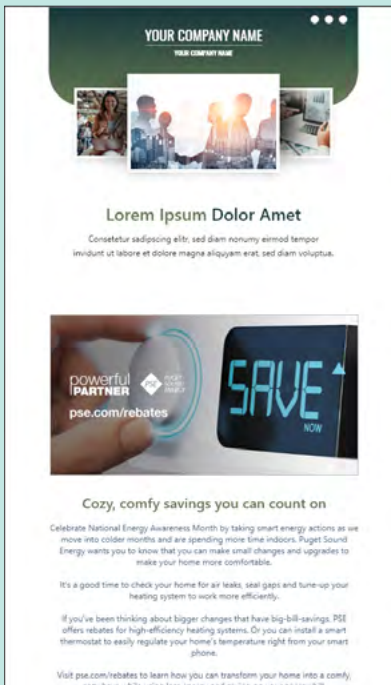 YOUR COMPANY NAME
YOUR COMPANY NAME
Lorem Ipsum Dolor Amet
Consetetur sadipscing elitr, sed diam nonumy eirmod tempor
invidunt ut labore et dolore magna aliquyam erat, sed diam voluptua.
powerful
PARTNER
PSE
PUGET
SOUND
ENERGY
pse.com/rebates
SAVE
NOW
Cozy, comfy savings you can count on
Celebrate National Energy Awareness Month by taking smart energy actions as we
move into colder months and are spending more time indoors. Puget Sound
Energy wants you to know that you can make small changes and upgrades to
make your home more comfortable.
It's a good time to check your home for air leaks, seal gaps and tune-up your
heating system to work more efficiently.
If you've been thinking about bigger changes that have big-bill-savings, PSE
offers rebates for high-efficiency heating systems. Or you can install a smart
thermostat to easily regulate your home's temperature right from your smart
phone.
Visit pse.com/rebates to learn how you can transform your home into a comfy,